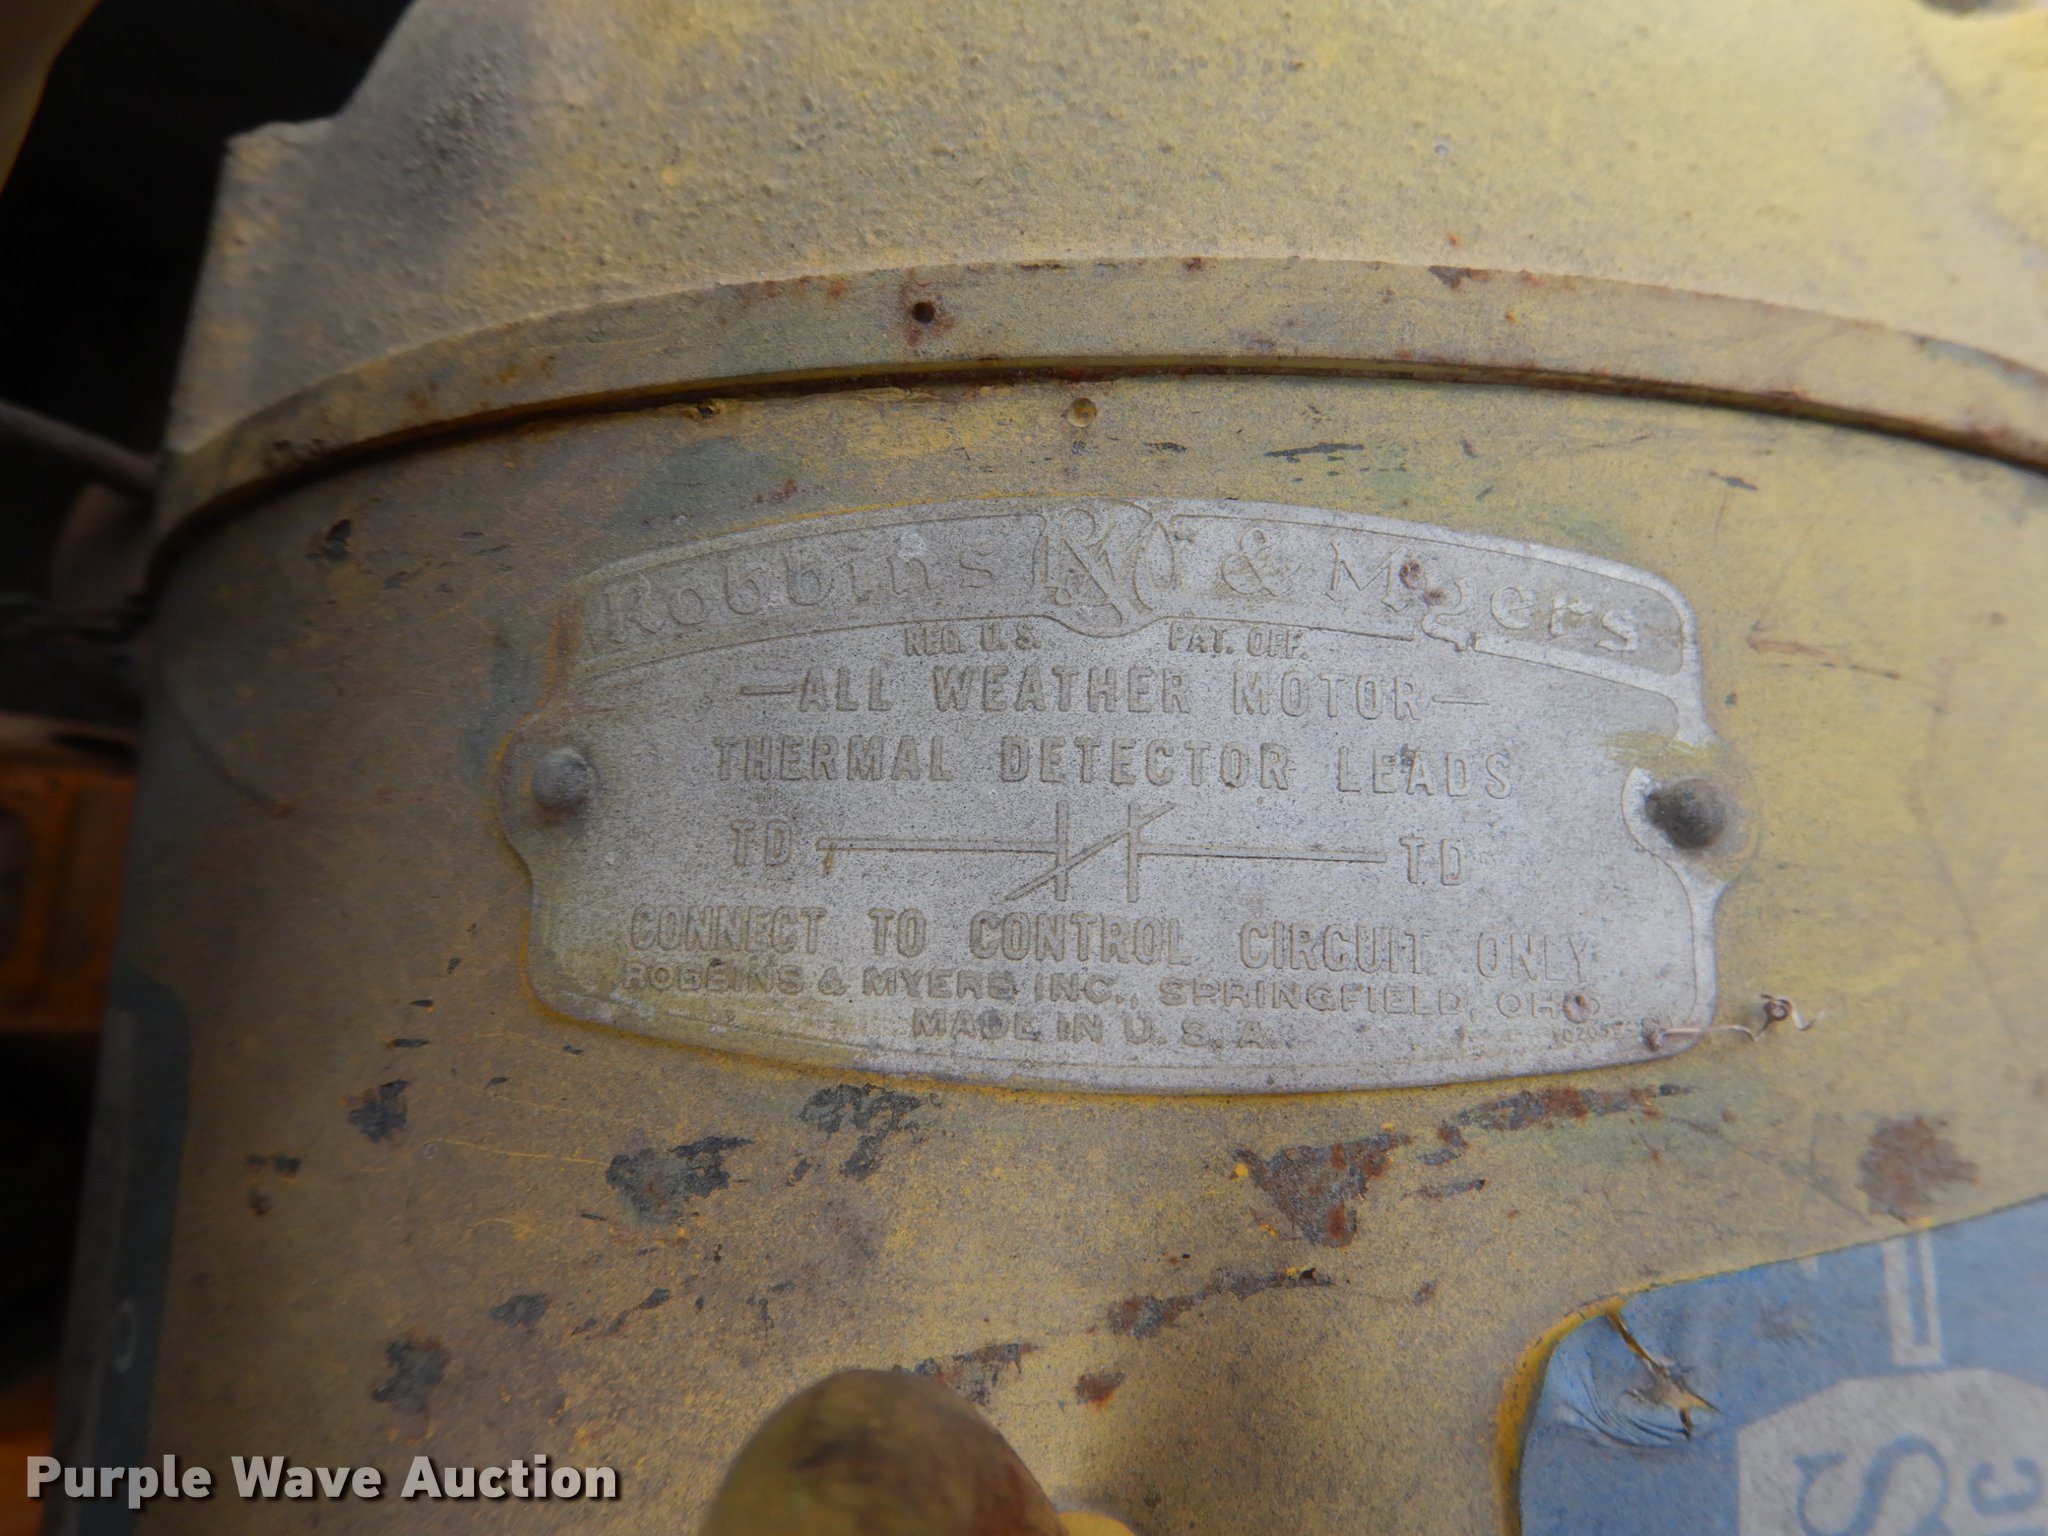 Robbins R&M & Myers
REG. U.S. PAT. OFF.
—ALL WEATHER MOTOR—
THERMAL DETECTOR LEADS
TD TD
CONNECT TO CONTROL CIRCUIT ONLY
ROBBINS & MYERS INC., SPRINGFIELD, OHIO
MADE IN U.S.A.
Purple Wave Auction